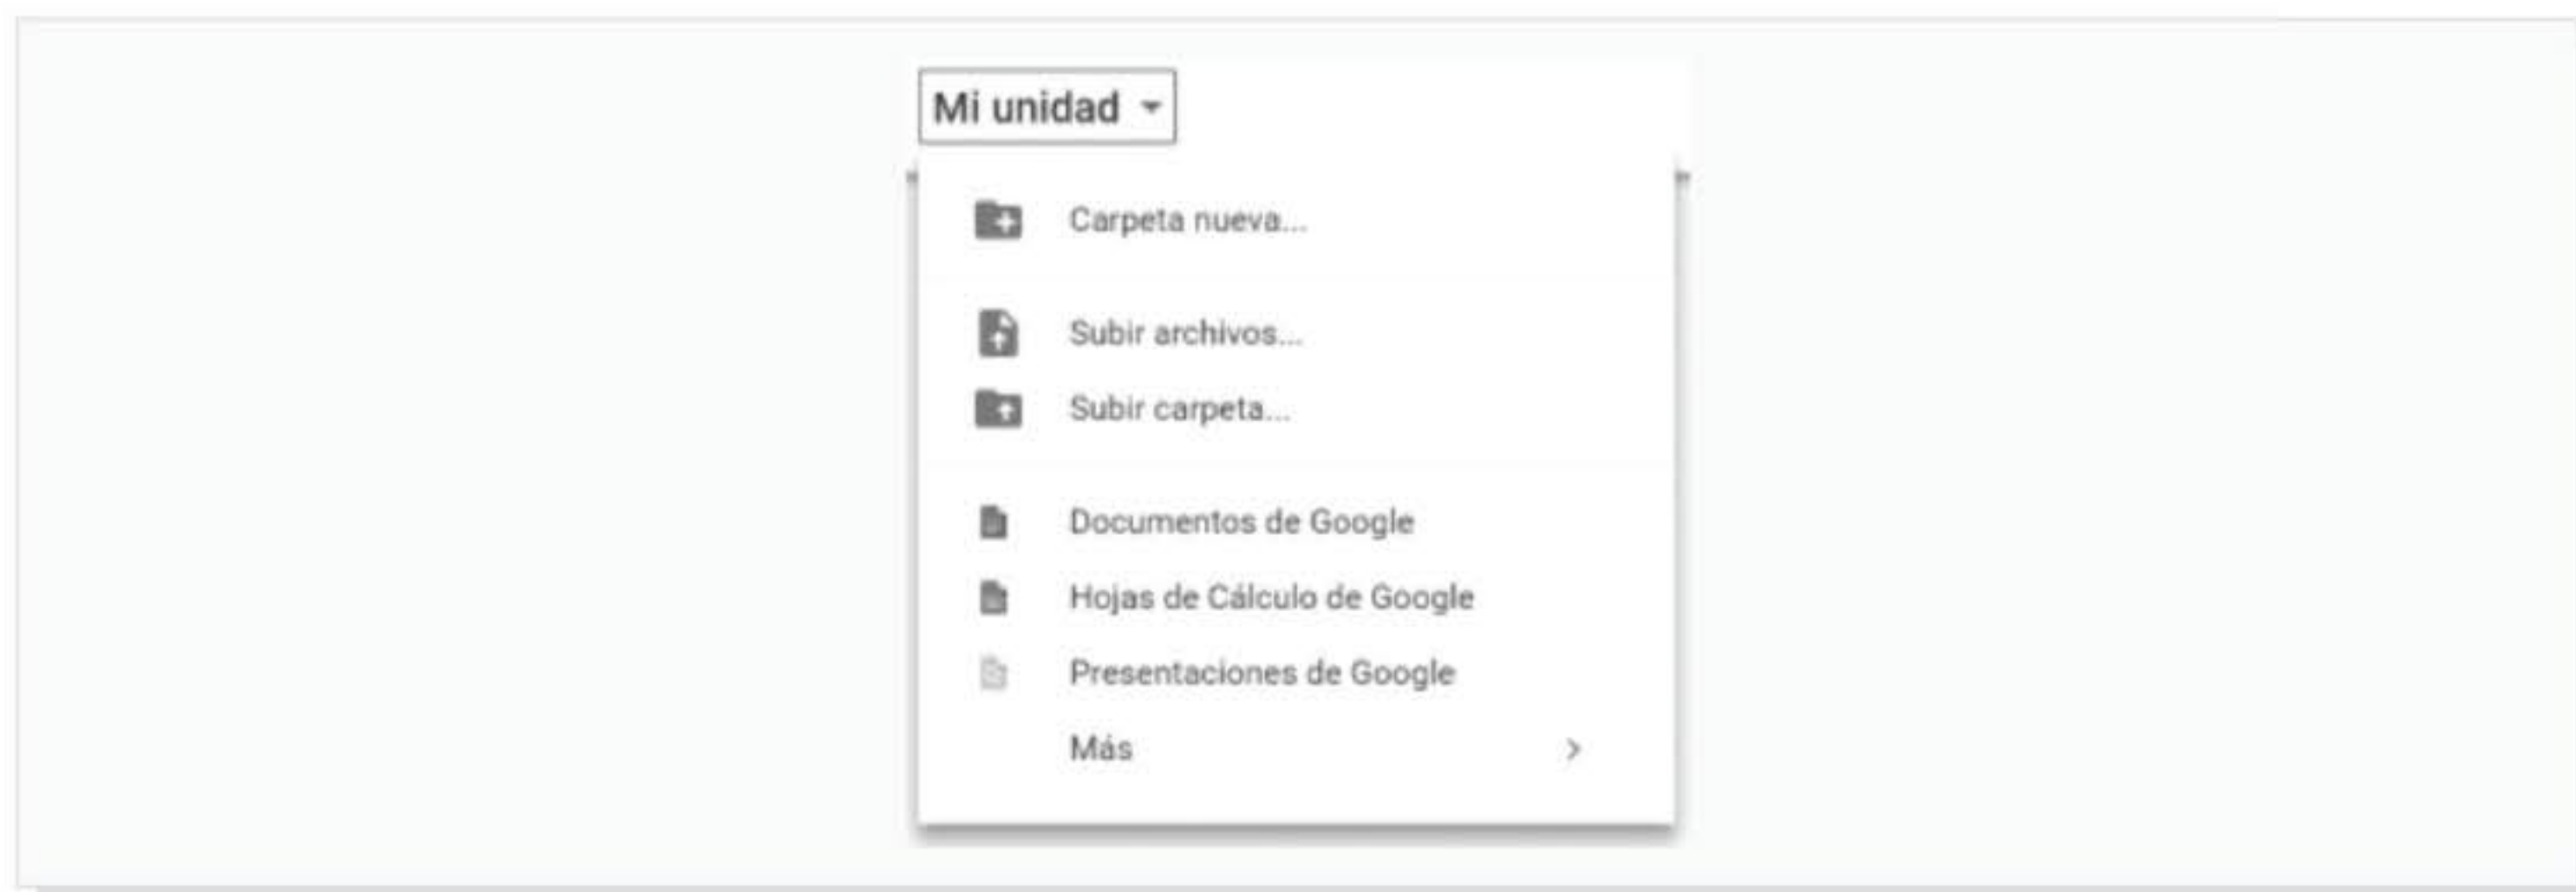 Mi unidad
Carpeta nueva...
Subir archivos...
Subir carpeta...
Documentos de Google
Hojas de Cálculo de Google
Presentaciones de Google
Más